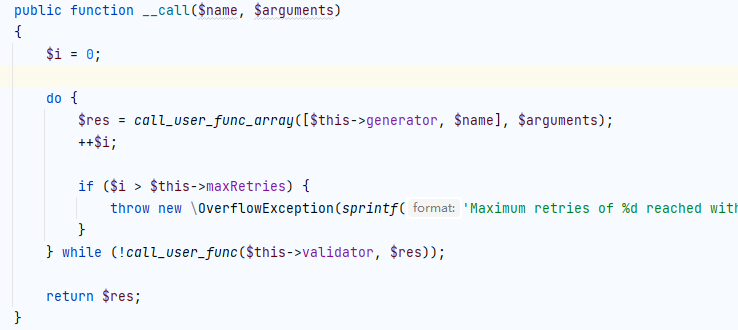 public function __call($name, $arguments)
{
    $i = 0;
    do {
        $res = call_user_func_array([$this->generator, $name], $arguments);
        ++$i;
        if ($i > $this->maxRetries) {
            throw new \OverflowException(sprintf( format: 'Maximum retries of %d reached with
        }
    } while (!call_user_func($this->validator, $res));
    return $res;
}